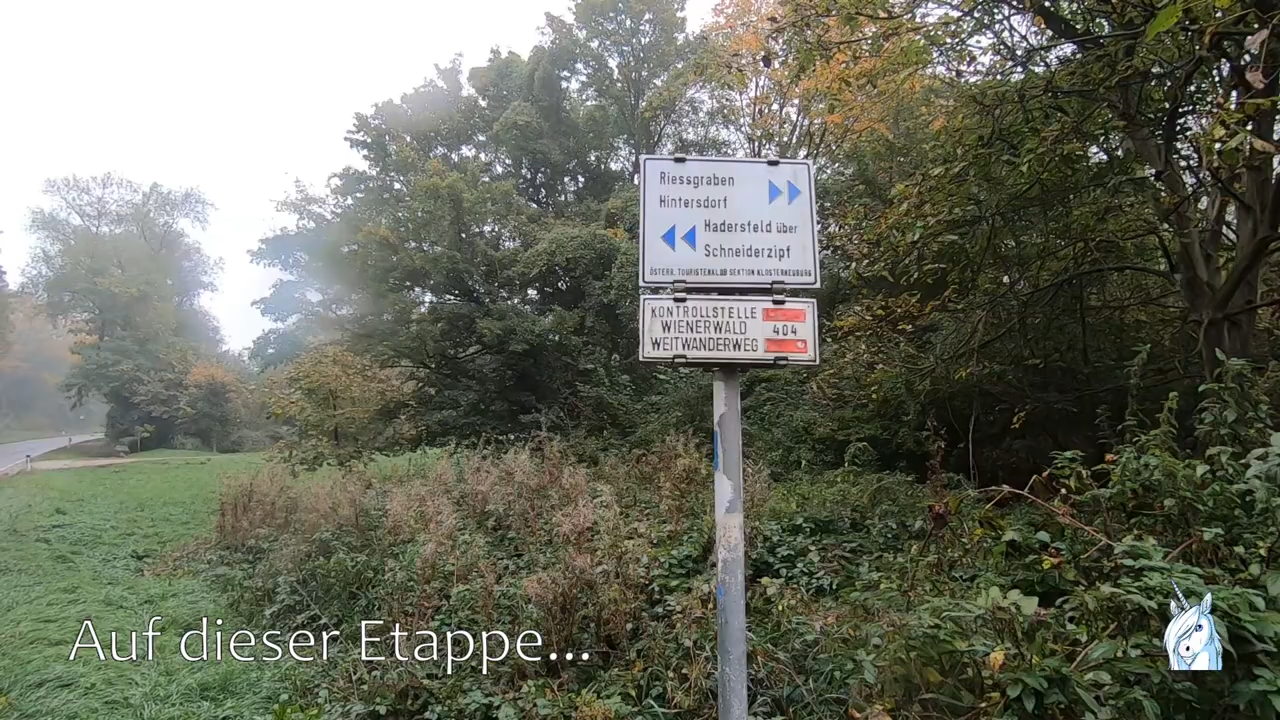 Riessgraben
Hintersdorf
Hadersfeld über
Schneiderzipf
ÖSTERR. TOURISTENKLUB SEKTION KLOSTERNEUBURG
KONTROLLSTELLE
WIENERWALD 404
WEITWANDERWEG
Auf dieser Etappe...